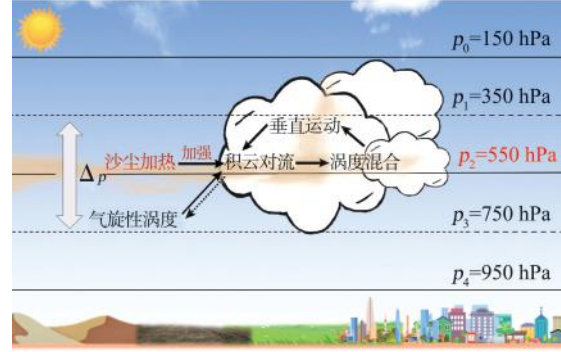 p₀=150 hPa
p₁=350 hPa
垂直运动
沙尘加热
加强
积云对流
涡度混合
p₂=550 hPa
Δp
气旋性涡度
p₃=750 hPa
p₄=950 hPa